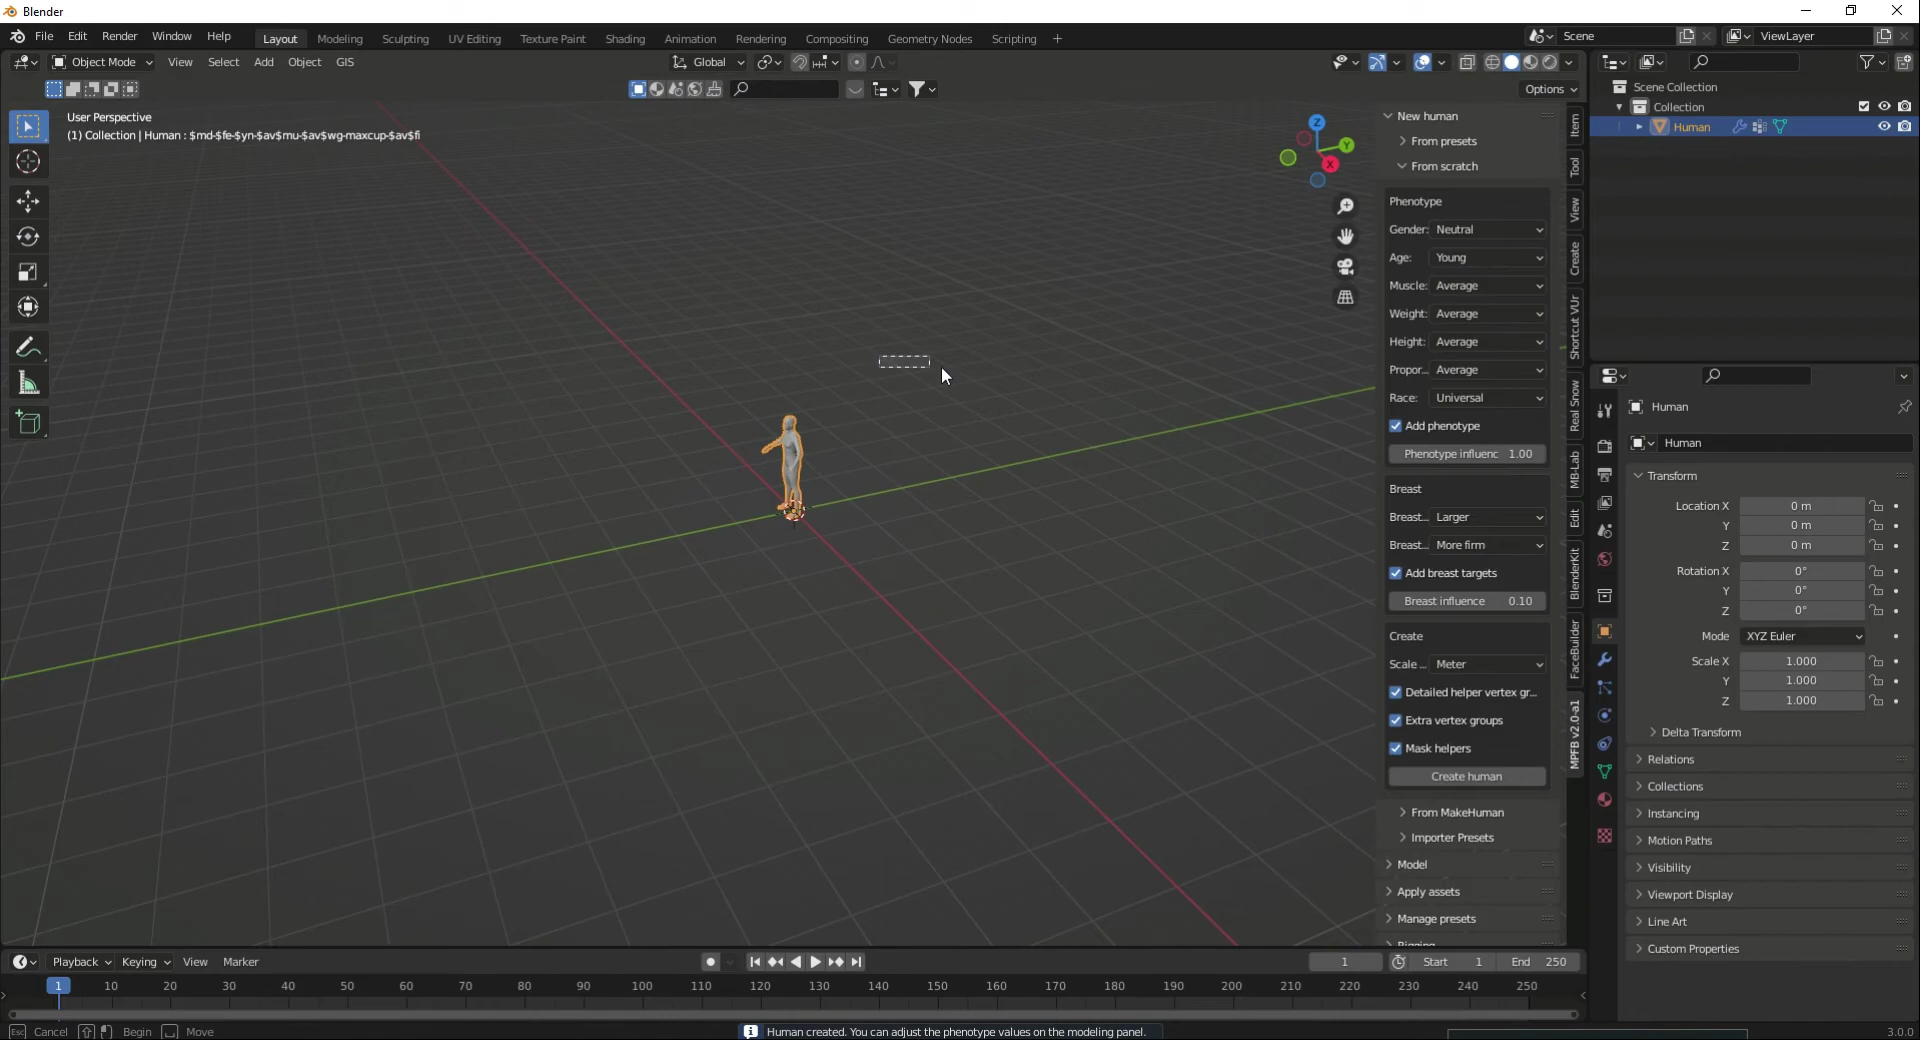 Blender
File Edit Render Window Help
Layout Modeling Sculpting UV Editing Texture Paint Shading Animation Rendering Compositing Geometry Nodes Scripting +
Scene
ViewLayer
Object Mode View Select Add Object GIS
Global
Options
User Perspective
(1) Collection | Human : $md-$fe-$yn-$av$mu-$av$wg-maxcup-$av$fi
Z
Y
X
New human
From presets
From scratch
Phenotype
Gender: Neutral
Age: Young
Muscle: Average
Weight: Average
Height: Average
Propor... Average
Race: Universal
Add phenotype
Phenotype influenc 1.00
Breast
Breast... Larger
Breast... More firm
Add breast targets
Breast influence 0.10
Create
Scale ... Meter
Detailed helper vertex gr...
Extra vertex groups
Mask helpers
Create human
From MakeHuman
Importer Presets
Model
Apply assets
Manage presets
Item
Tool
View
Create
Shortcut VUr
Real Snow
MB-Lab
Edit
BlenderKit
FaceBuilder
MPFB v2.0-a1
Scene Collection
Collection
Human
Human
Human
Transform
Location X 0 m
Y 0 m
Z 0 m
Rotation X 0°
Y 0°
Z 0°
Mode XYZ Euler
Scale X 1.000
Y 1.000
Z 1.000
Delta Transform
Relations
Collections
Instancing
Motion Paths
Visibility
Viewport Display
Line Art
Custom Properties
Playback Keying View Marker
1 Start 1 End 250
1 10 20 30 40 50 60 70 80 90 100 110 120 130 140 150 160 170 180 190 200 210 220 230 240 250
Esc Cancel Begin Move
Human created. You can adjust the phenotype values on the modeling panel.
3.0.0